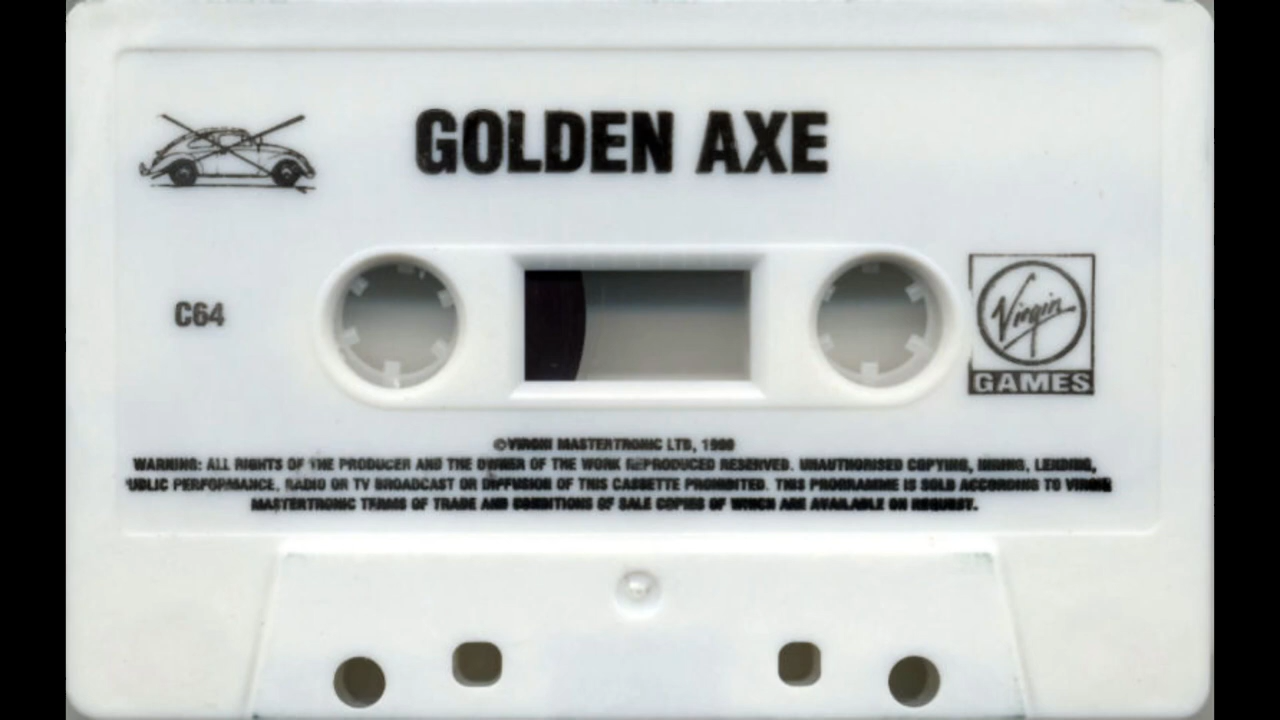 GOLDEN AXE
C64
Virgin
GAMES
©VIRGIN MASTERTRONIC LTD, 1990
WARNING: ALL RIGHTS OF THE PRODUCER AND THE OWNER OF THE WORK REPRODUCED RESERVED. UNAUTHORISED COPYING, HIRING, LENDING,
PUBLIC PERFORMANCE, RADIO OR TV BROADCAST OR DIFFUSION OF THIS CASSETTE PROHIBITED. THIS PROGRAMME IS SOLD ACCORDING TO VIRGIN
MASTERTRONIC TERMS OF TRADE AND CONDITIONS OF SALE COPIES OF WHICH ARE AVAILABLE ON REQUEST.